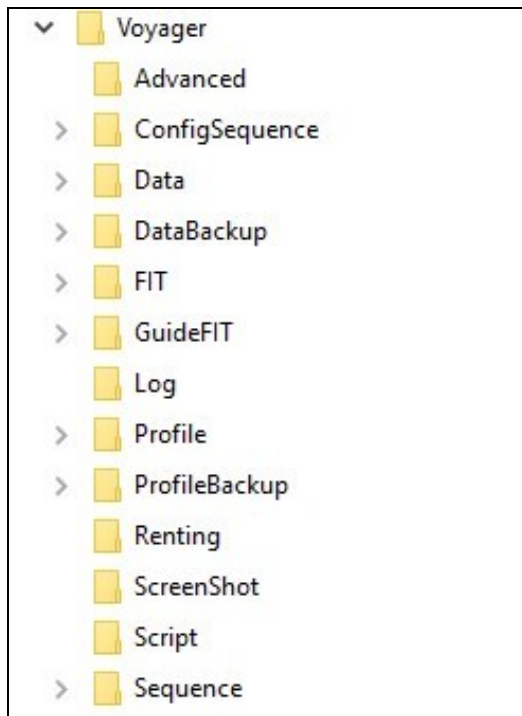 Voyager
Advanced
ConfigSequence
Data
DataBackup
FIT
GuideFIT
Log
Profile
ProfileBackup
Renting
ScreenShot
Script
Sequence